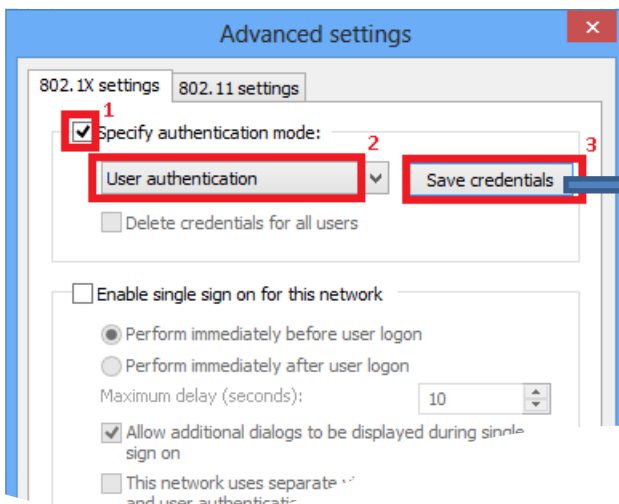 Advanced settings
802.1X settings 802.11 settings
1
Specify authentication mode:
2
3
User authentication Save credentials
Delete credentials for all users
Enable single sign on for this network
Perform immediately before user logon
Perform immediately after user logon
Maximum delay (seconds): 10
Allow additional dialogs to be displayed during single
sign on
This network uses separate
and user